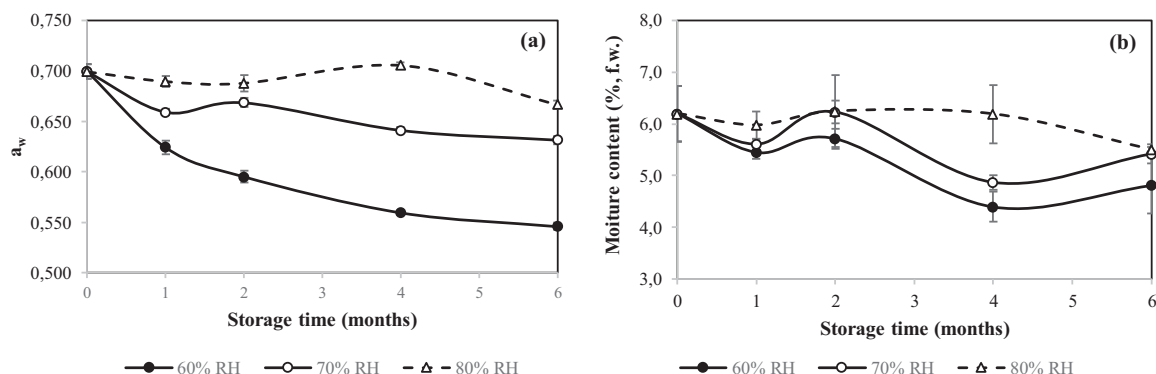 0,750
0,700
0,650
0,600
0,550
0,500
a_w
(a)
0 1 2 3 4 5 6
Storage time (months)
60% RH 70% RH 80% RH
8,0
7,0
6,0
5,0
4,0
3,0
Moiture content (%, f.w.)
(b)
0 1 2 3 4 5 6
Storage time (months)
60% RH 70% RH 80% RH